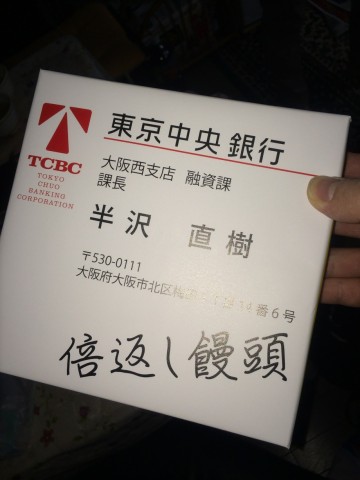 東京中央 銀行
TCBC
TOKYO
CHUO
BANKING
CORPORATION
大阪西支店 融資課
課長
半沢 直樹
〒530-0111
大阪府大阪市北区梅 14番6号
倍返し饅頭